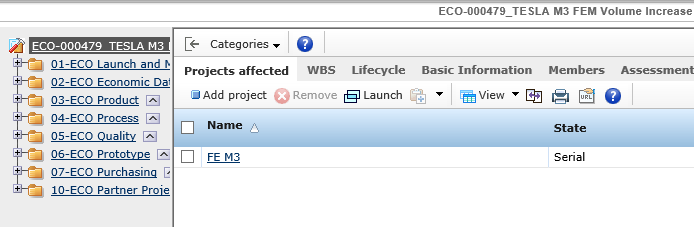 ECO-000479_TESLA M3 FEM Volume Increase
ECO-000479_TESLA M3
Categories
01-ECO Launch and M
02-ECO Economic Dat
03-ECO Product
04-ECO Process
05-ECO Quality
06-ECO Prototype
07-ECO Purchasing
10-ECO Partner Proje
Projects affected WBS Lifecycle Basic Information Members Assessment
Add project Remove Launch View URL
Name State
FE M3 Serial